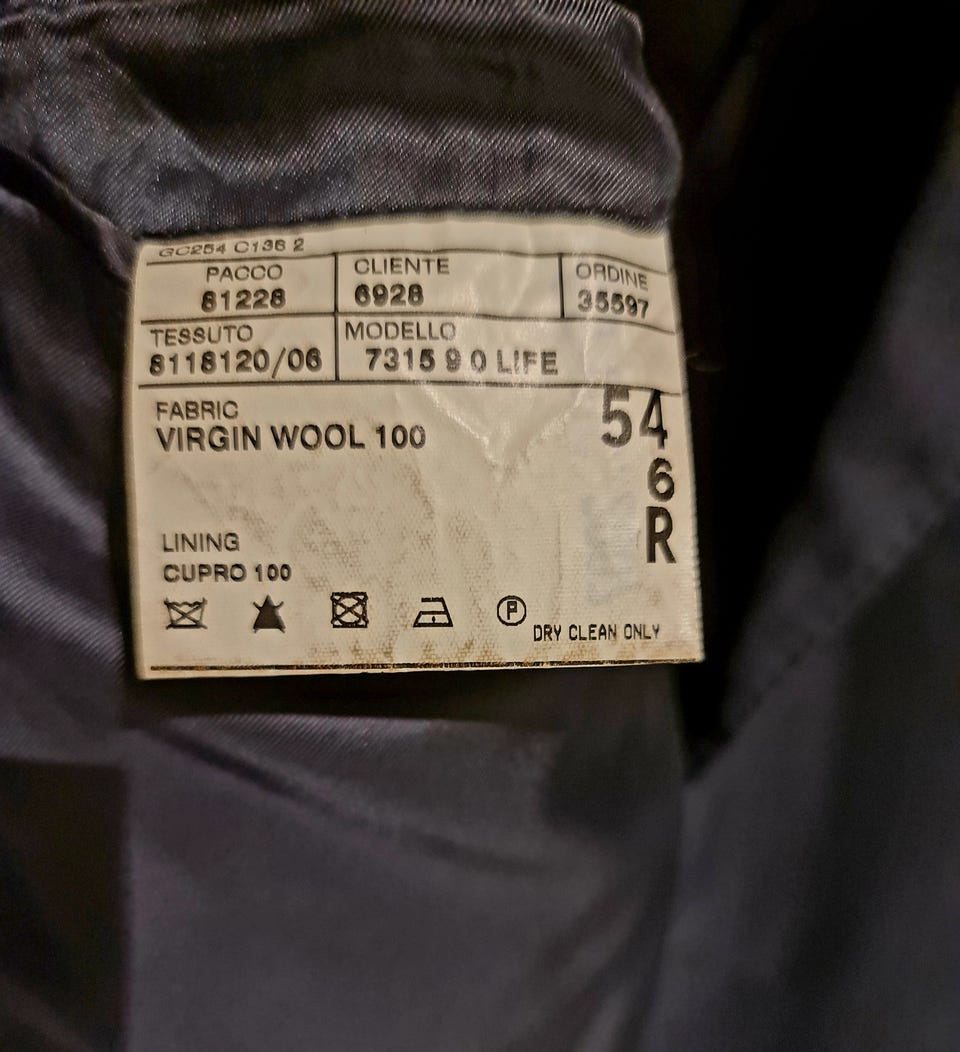 GC254 C136 2
PACCO CLIENTE ORDINE
81228 6928 35597
TESSUTO MODELLO
8118120/06 7315 9 0 LIFE
FABRIC
VIRGIN WOOL 100
54
6
R
LINING
CUPRO 100
P
DRY CLEAN ONLY